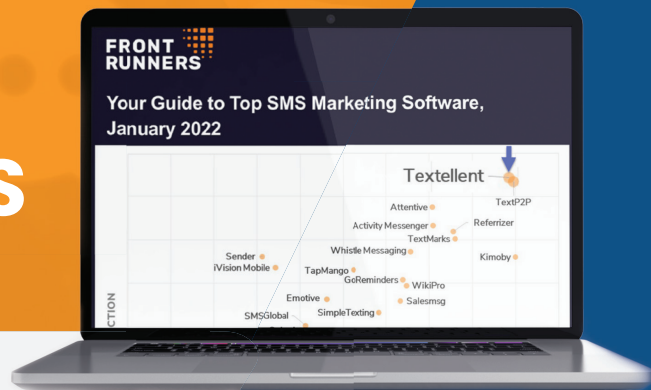 FRONT
RUNNERS
Your Guide to Top SMS Marketing Software,
January 2022
S
Textellent
TextP2P
Attentive
Activity Messenger
Referrizer
TextMarks
Whistle Messaging
Kimoby
Sender
iVision Mobile
TapMango
GoReminders
WikiPro
Emotive
Salesmsg
SMSGlobal
SimpleTexting
CTION